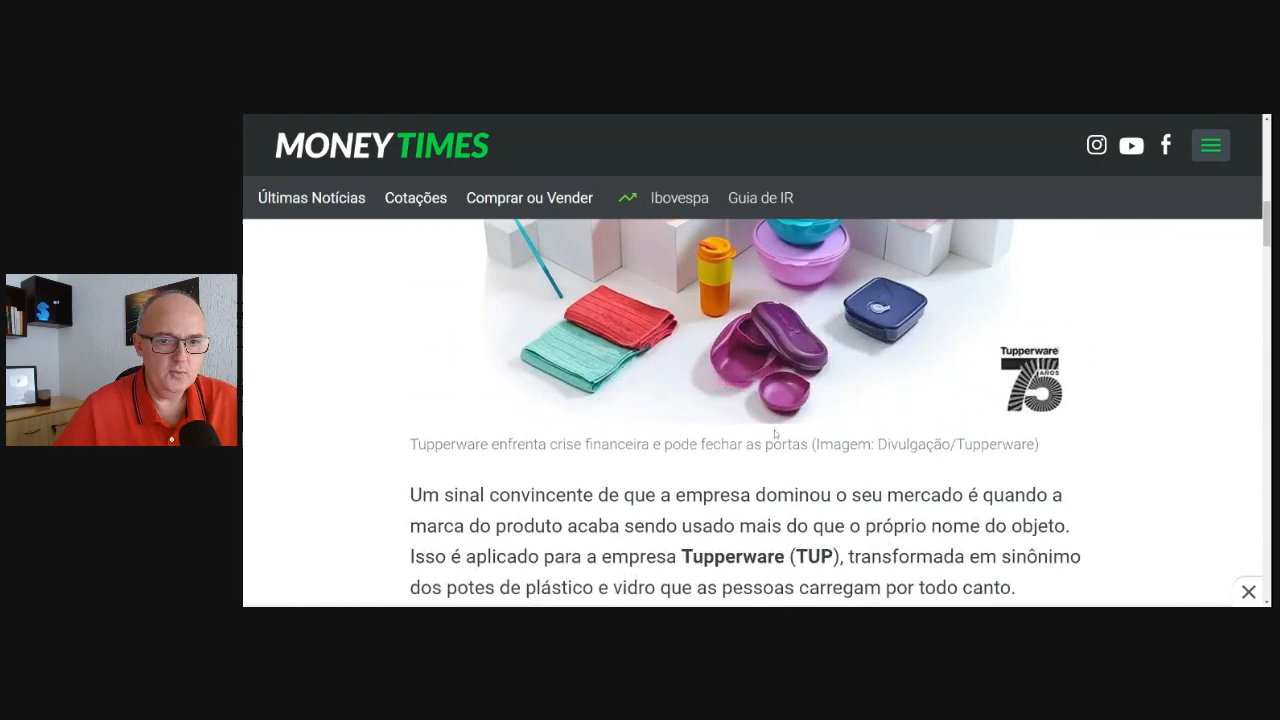 MONEY TIMES
Últimas Notícias Cotações Comprar ou Vender Ibovespa Guia de IR
Tupperware
75
AÑOS
Tupperware enfrenta crise financeira e pode fechar as portas (Imagem: Divulgação/Tupperware)
Um sinal convincente de que a empresa dominou o seu mercado é quando a
marca do produto acaba sendo usado mais do que o próprio nome do objeto.
Isso é aplicado para a empresa Tupperware (TUP), transformada em sinônimo
dos potes de plástico e vidro que as pessoas carregam por todo canto.